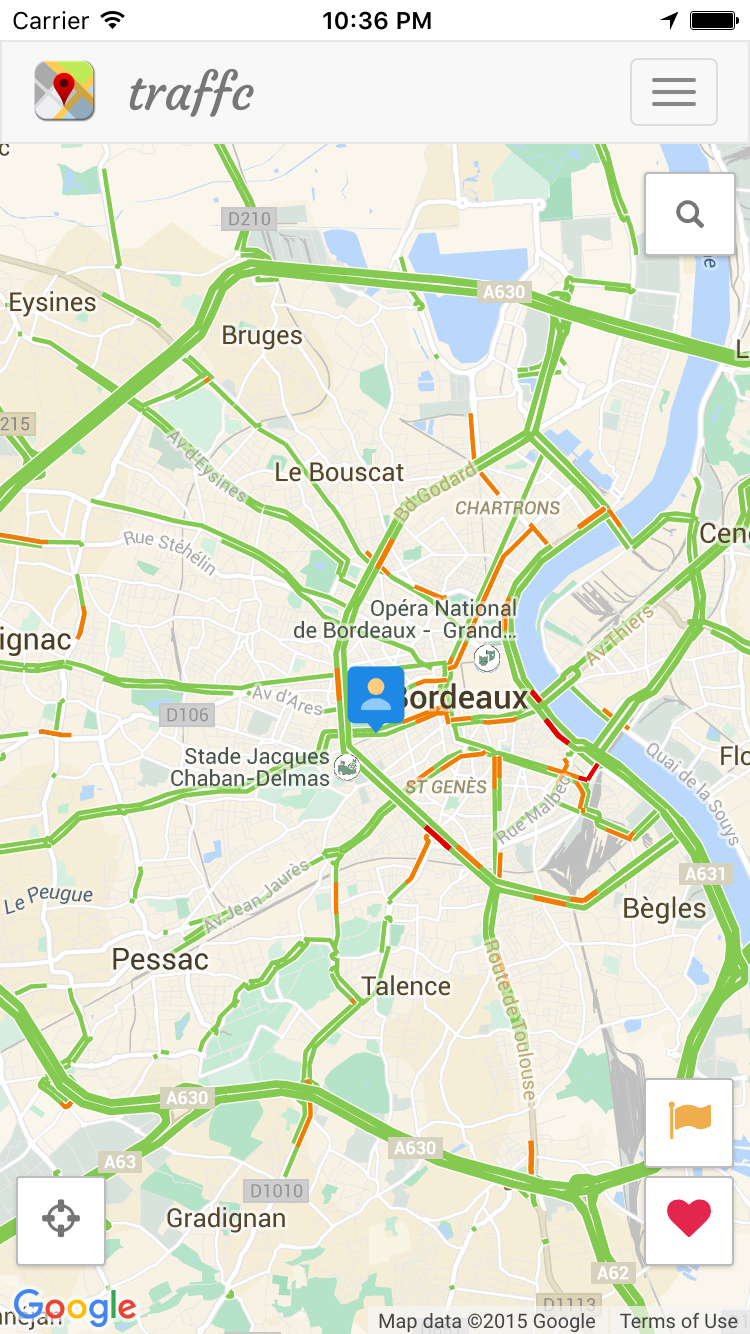 Carrier
10:36 PM
traffc
D210
A630
Eysines
Bruges
215
Av d'Eysines
Le Bouscat
Bd Godard
CHARTRONS
Rue Stéhélin
Cen
Opéra National
de Bordeaux - Grand...
ignac
Av Thiers
Av d'Ares
Bordeaux
D106
Stade Jacques
Chaban-Delmas
Flo
Quai de la Souys
ST GENÈS
Rue Malbec
A631
Le Peugue
Av Jean Jaurès
Bègles
Pessac
Talence
Route de Toulouse
A630
A630
A63
D1010
Gradignan
A62
D1113
Google
Map data ©2015 Google
Terms of Use